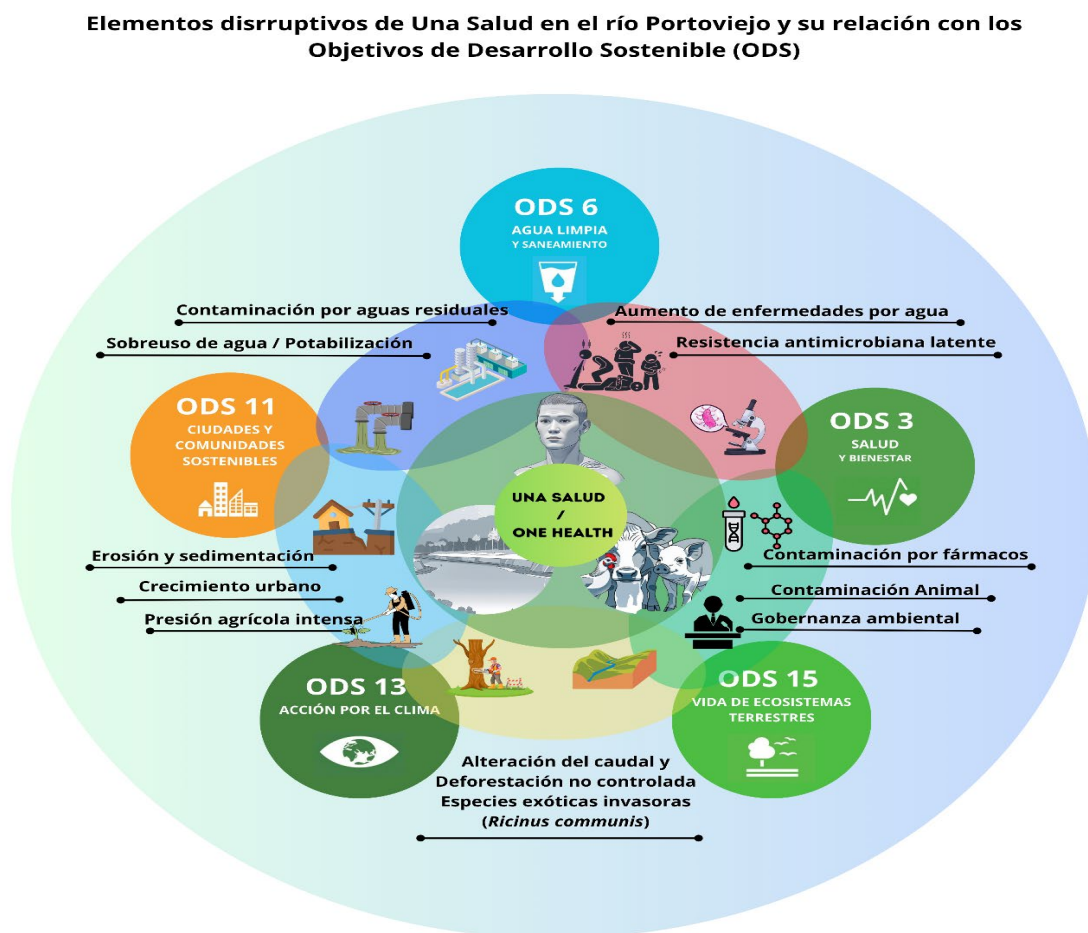 Elementos disrruptivos de Una Salud en el río Portoviejo y su relación con los
Objetivos de Desarrollo Sostenible (ODS)
ODS 6
AGUA LIMPIA
Y SANEAMIENTO
Contaminación por aguas residuales
Sobreuso de agua / Potabilización
Aumento de enfermedades por agua
Resistencia antimicrobiana latente
ODS 11
CIUDADES Y
COMUNIDADES
SOSTENIBLES
ODS 3
SALUD
Y BIENESTAR
UNA SALUD
/
ONE HEALTH
Erosión y sedimentación
Crecimiento urbano
Presión agrícola intensa
Contaminación por fármacos
Contaminación Animal
Gobernanza ambiental
ODS 13
ACCIÓN POR EL CLIMA
ODS 15
VIDA DE ECOSISTEMAS
TERRESTRES
Alteración del caudal y
Deforestación no controlada
Especies exóticas invasoras
(Ricinus communis)